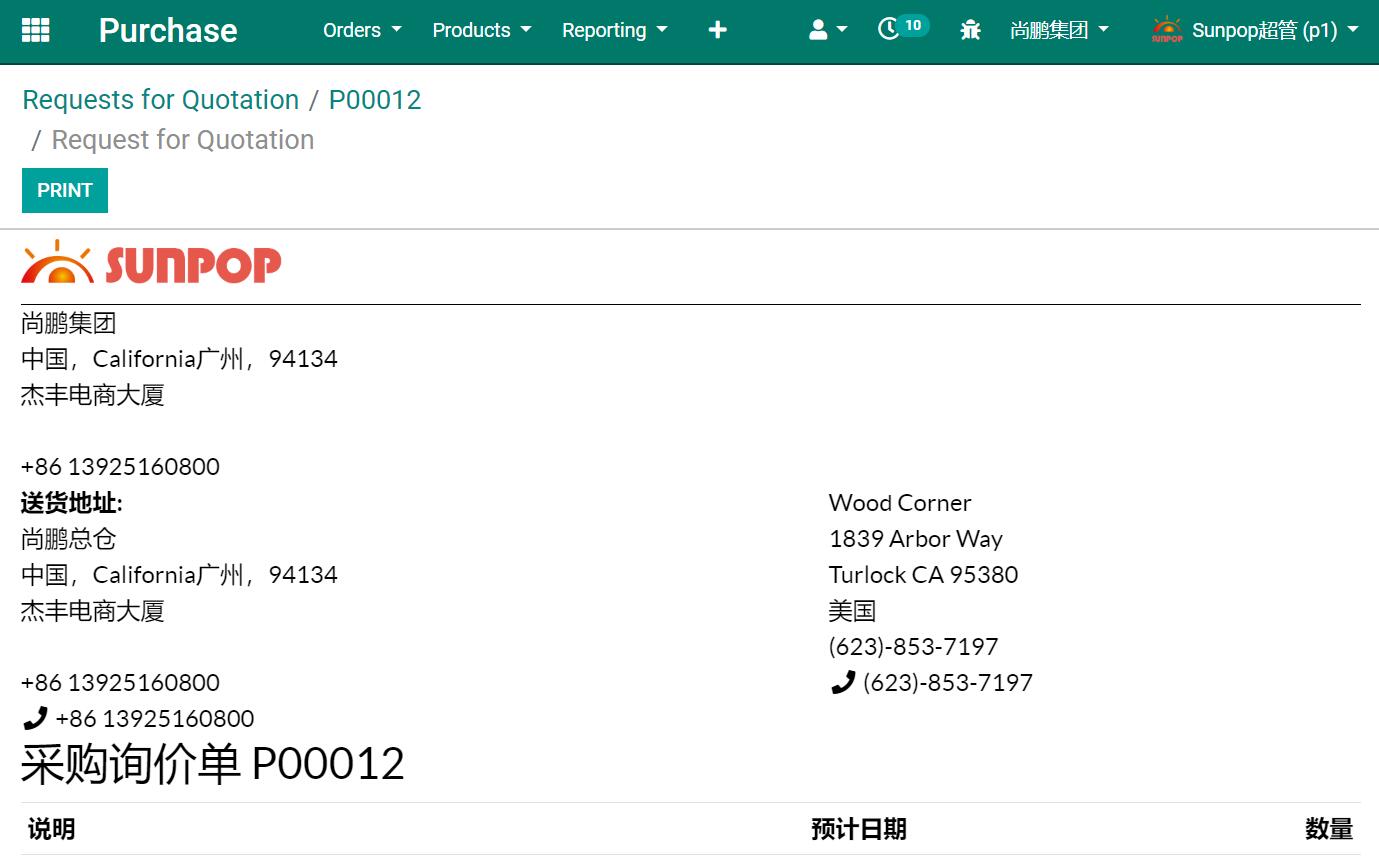 Purchase Orders Products Reporting 10 尚鹏集团 SUNPOP Sunpop超管 (p1)
Requests for Quotation / P00012
/ Request for Quotation
PRINT
SUNPOP
尚鹏集团
中国，California广州，94134
杰丰电商大厦
+86 13925160800
送货地址:
尚鹏总仓
中国，California广州，94134
杰丰电商大厦
+86 13925160800
+86 13925160800
Wood Corner
1839 Arbor Way
Turlock CA 95380
美国
(623)-853-7197
(623)-853-7197
采购询价单 P00012
说明 预计日期 数量